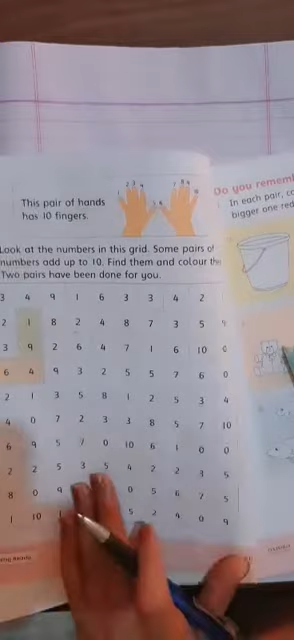 This pair of hands
has 10 fingers.
Do you rememb
In each pair, co
bigger one red
Look at the numbers in this grid. Some pairs of
numbers add up to 10. Find them and colour the
Two pairs have been done for you.
3 4 9 1 6 3 3 4 2
2 1 8 2 4 8 7 3 5 9
3 9 2 6 4 7 1 6 10 0
6 4 9 3 2 5 5 7 6 0
2 1 3 5 8 1 2 5 3 4
4 0 7 2 3 3 8 5 7 10
6 9 5 7 0 10 6 1 0 0
2 2 5 3 5 4 2 2 3 5
8 0 9 0 5 6 7 5
1 10 1 5 2 4 0 9